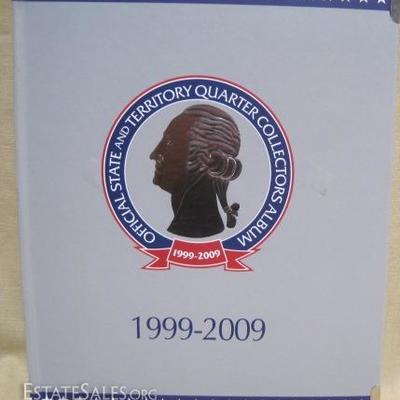 OFFICIAL STATE AND TERRITORY QUARTER COLLECTORS ALBUM
1999-2009
1999-2009
ESTATESALES.ORG